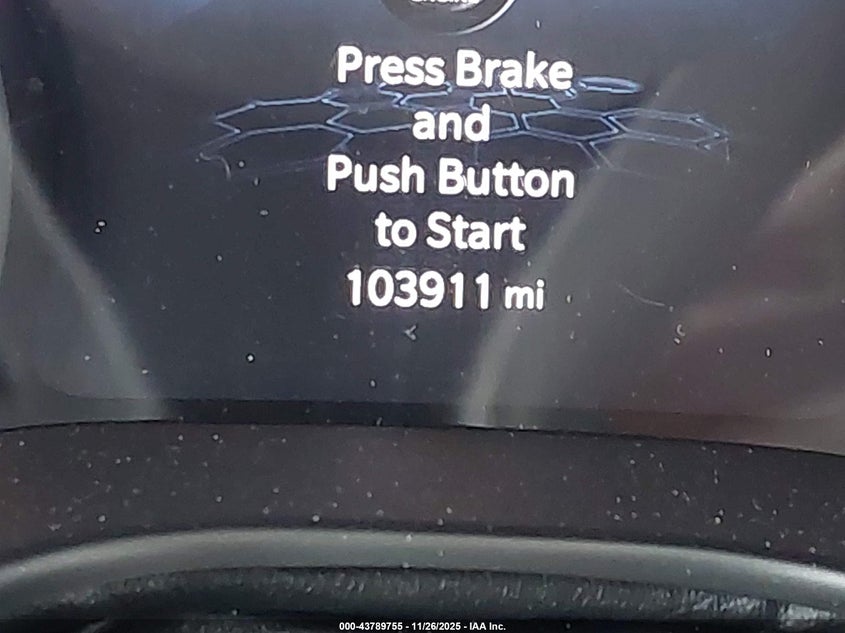 Press Brake
and
Push Button
to Start
103911 mi
000-43789755 - 11/26/2025 - IAA Inc.